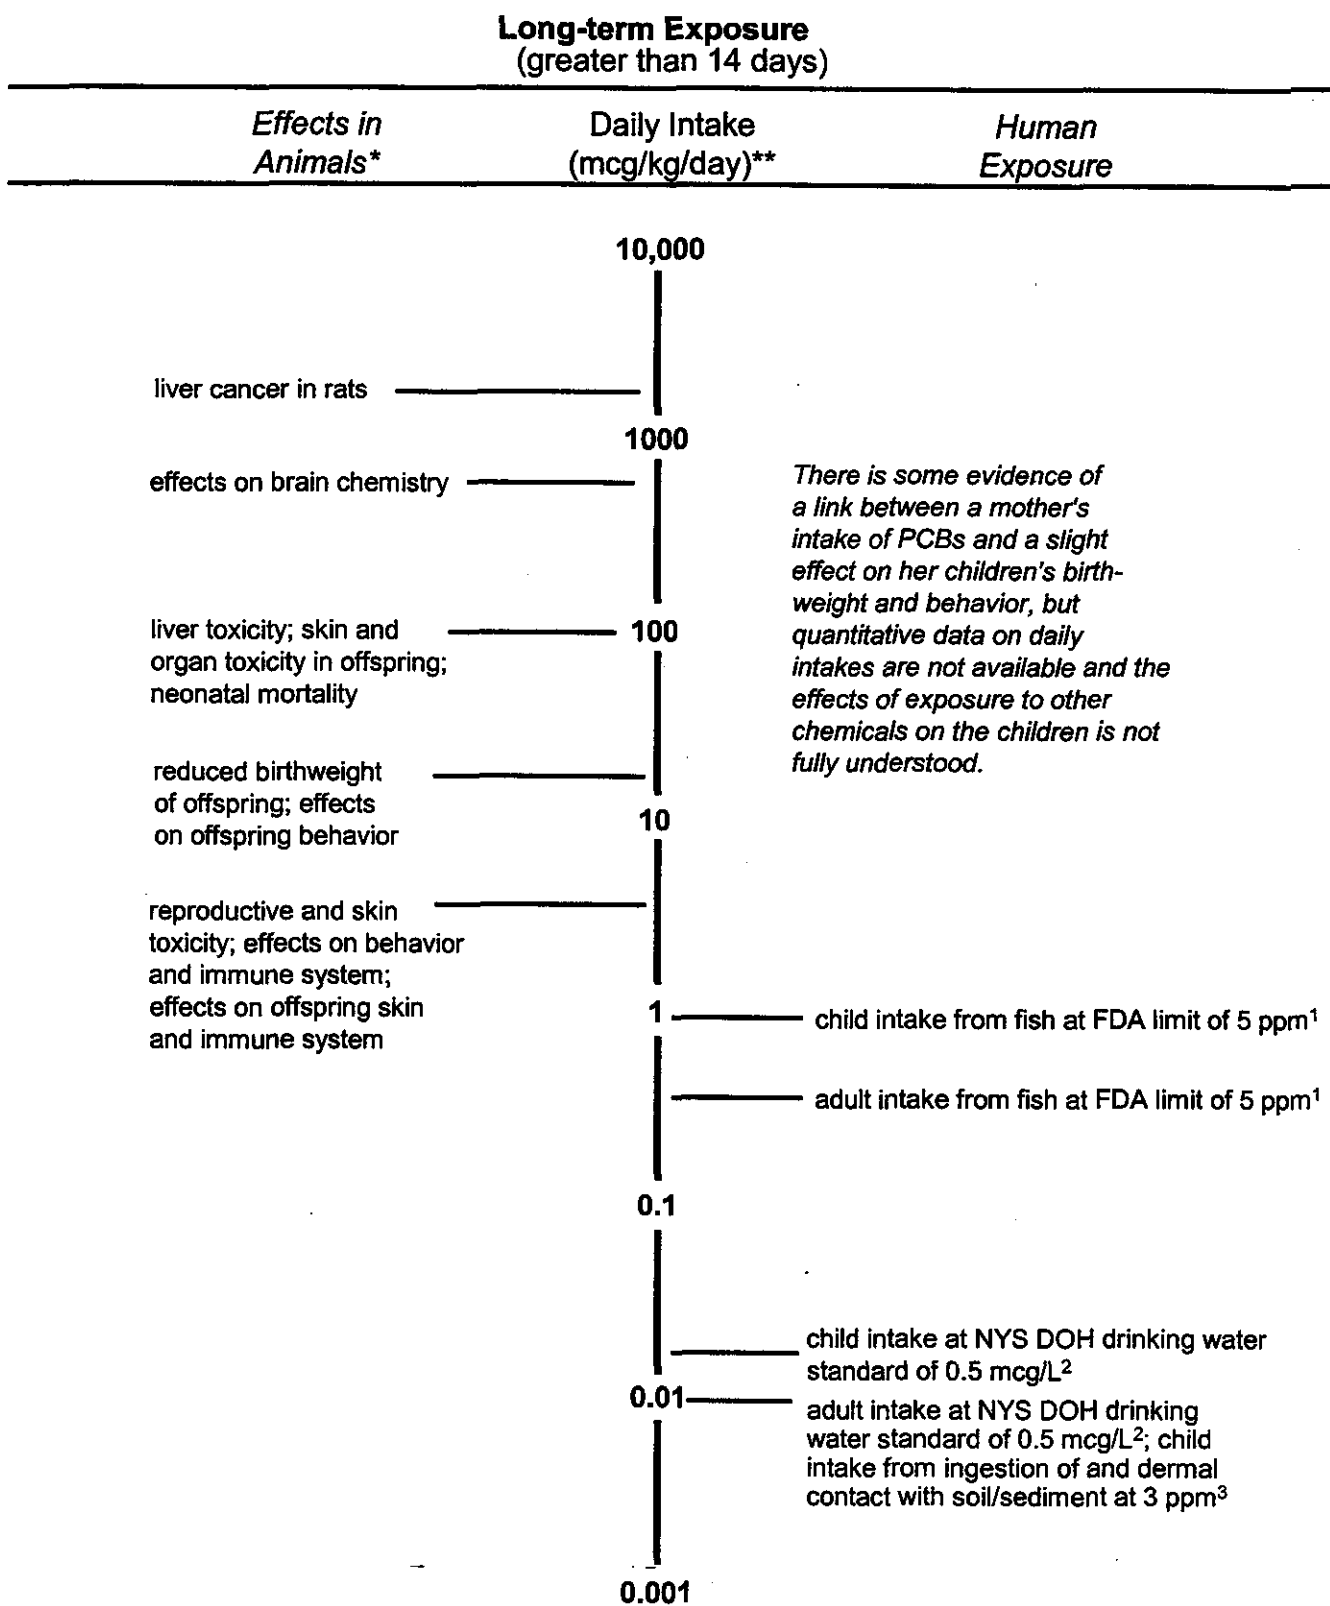 Long-term Exposure
(greater than 14 days)
Effects in
Animals*
Daily Intake
(mcg/kg/day)**
Human
Exposure
10,000
liver cancer in rats
1000
effects on brain chemistry
There is some evidence of
a link between a mother's
intake of PCBs and a slight
effect on her children's birth-
weight and behavior, but
quantitative data on daily
intakes are not available and the
effects of exposure to other
chemicals on the children is not
fully understood.
liver toxicity; skin and
organ toxicity in offspring;
neonatal mortality
100
reduced birthweight
of offspring; effects
on offspring behavior
10
reproductive and skin
toxicity; effects on behavior
and immune system;
effects on offspring skin
and immune system
1
child intake from fish at FDA limit of 5 ppm¹
adult intake from fish at FDA limit of 5 ppm¹
0.1
child intake at NYS DOH drinking water
standard of 0.5 mcg/L²
0.01
adult intake at NYS DOH drinking
water standard of 0.5 mcg/L²; child
intake from ingestion of and dermal
contact with soil/sediment at 3 ppm³
0.001